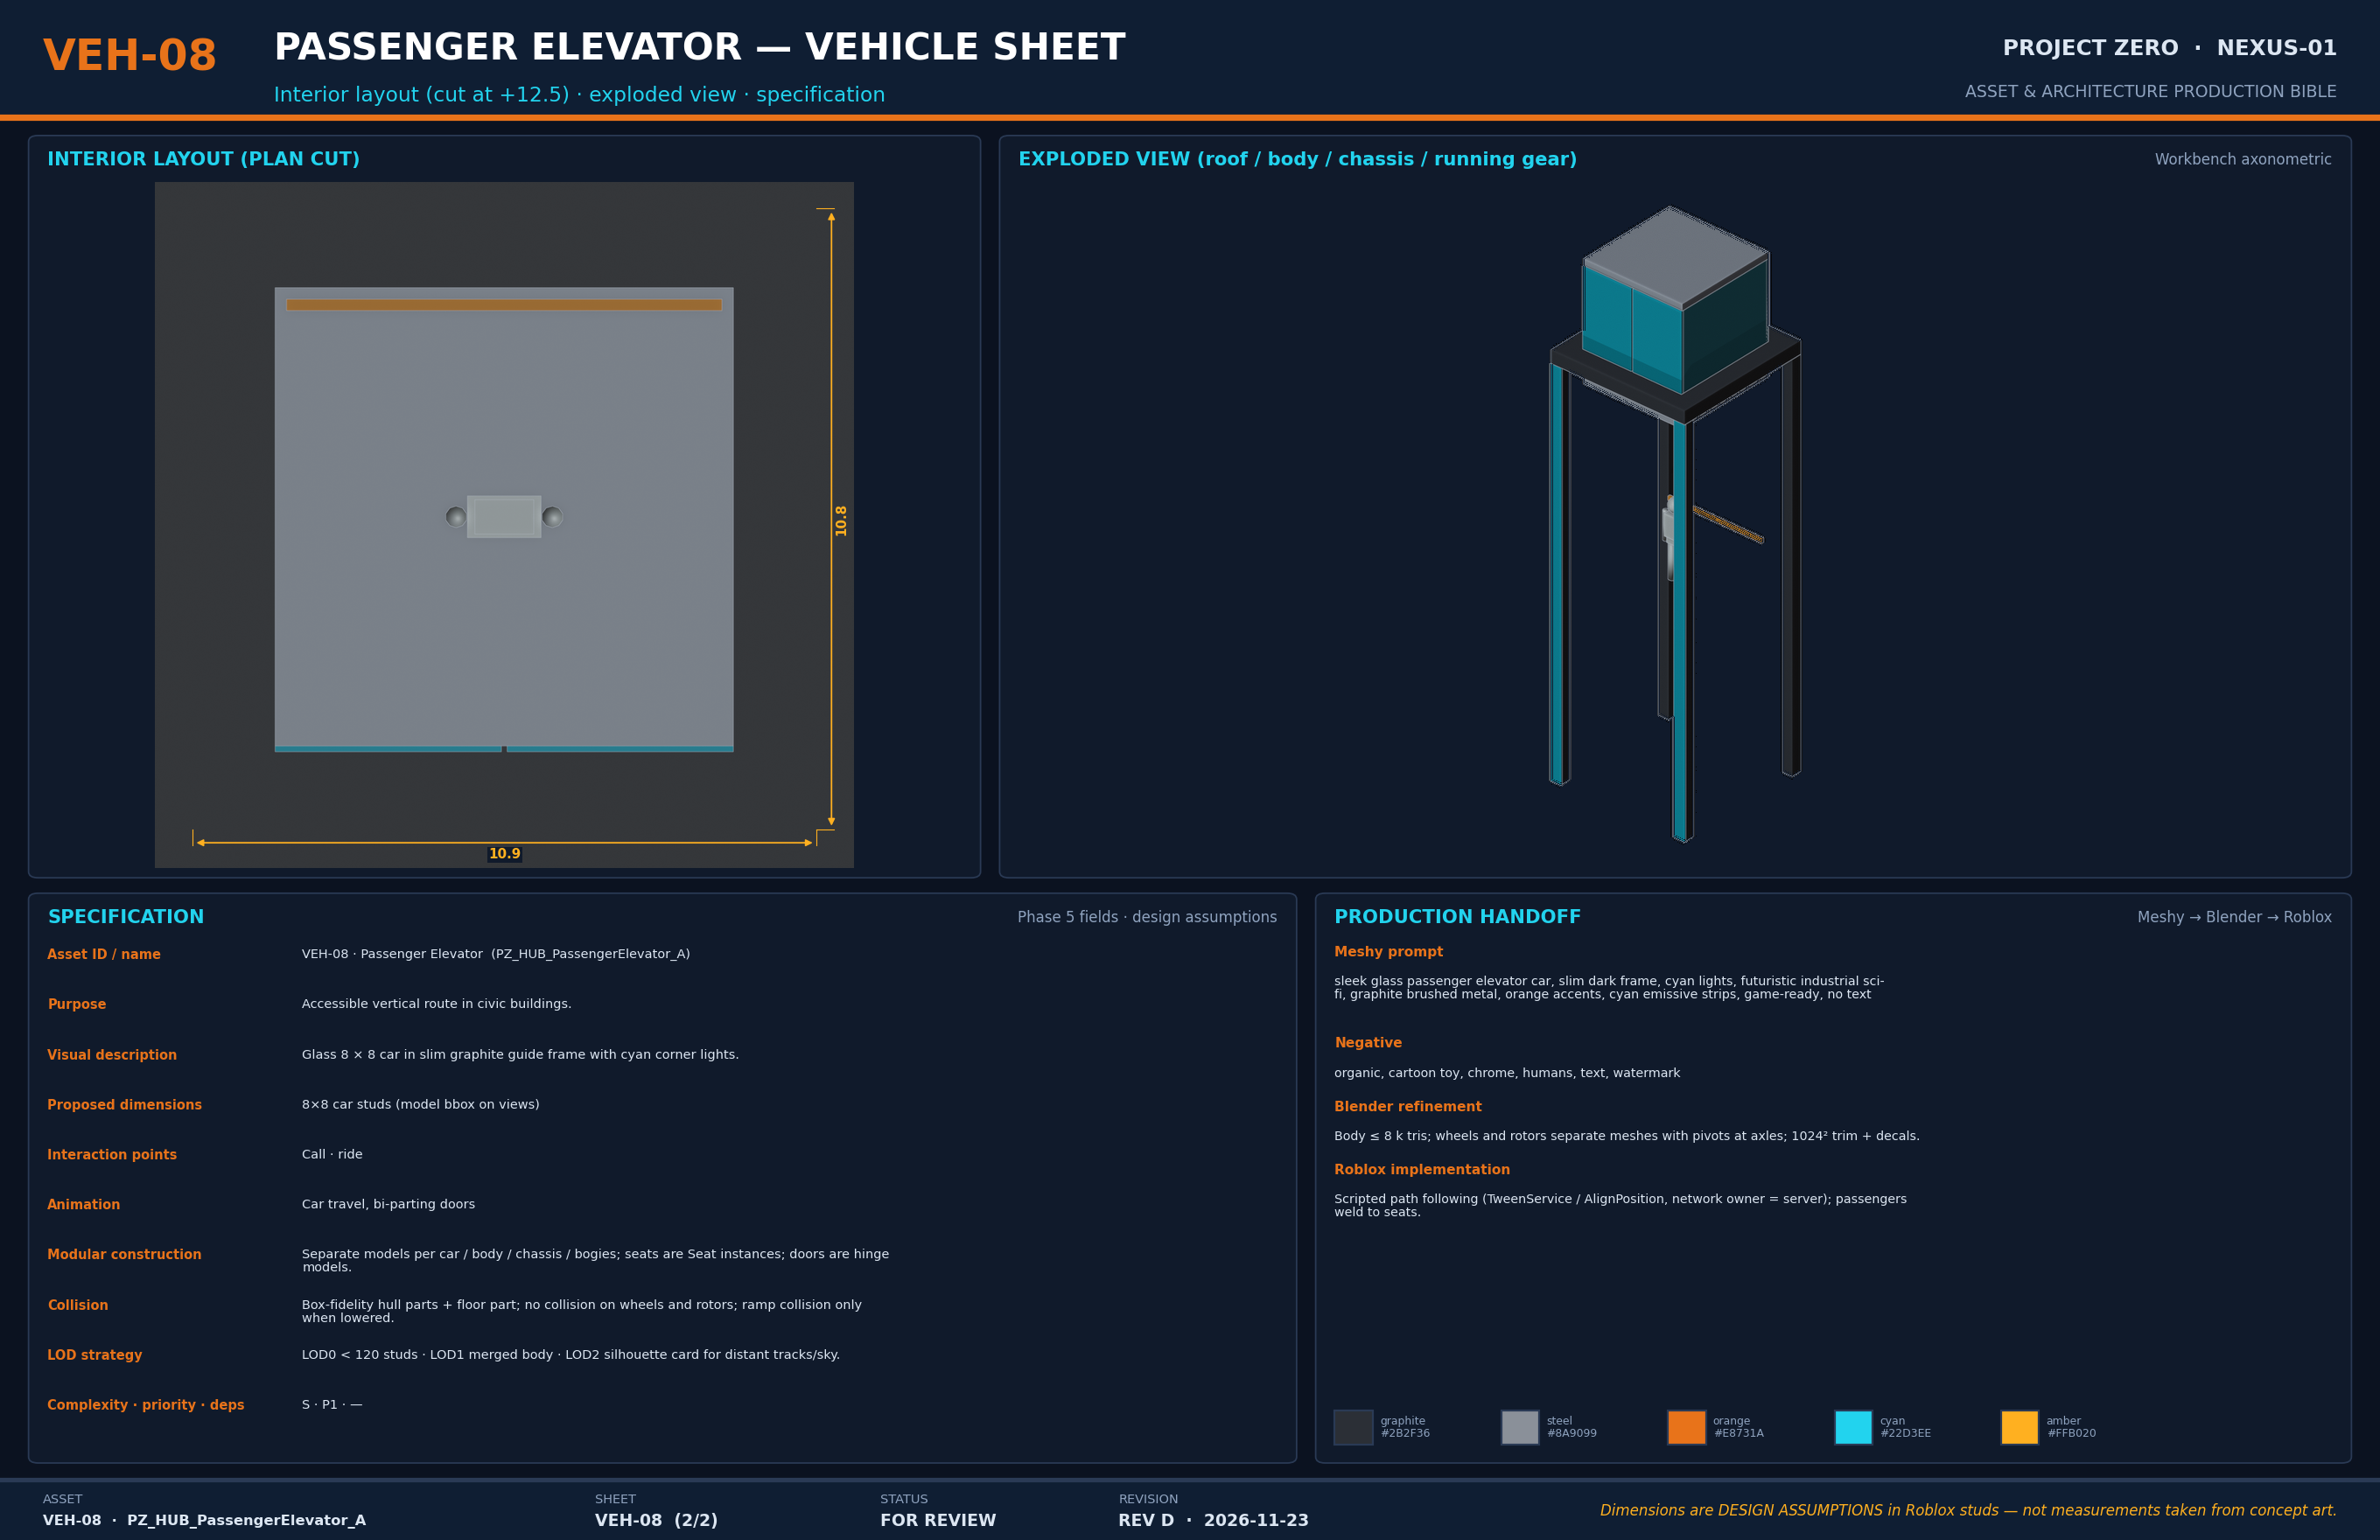 VEH-08
PASSENGER ELEVATOR — VEHICLE SHEET
Interior layout (cut at +12.5) · exploded view · specification
PROJECT ZERO · NEXUS-01
ASSET & ARCHITECTURE PRODUCTION BIBLE
INTERIOR LAYOUT (PLAN CUT)
10.8
10.9
EXPLODED VIEW (roof / body / chassis / running gear)
Workbench axonometric
SPECIFICATION
Phase 5 fields · design assumptions
Asset ID / name
VEH-08 · Passenger Elevator (PZ_HUB_PassengerElevator_A)
Purpose
Accessible vertical route in civic buildings.
Visual description
Glass 8 × 8 car in slim graphite guide frame with cyan corner lights.
Proposed dimensions
8×8 car studs (model bbox on views)
Interaction points
Call · ride
Animation
Car travel, bi-parting doors
Modular construction
Separate models per car / body / chassis / bogies; seats are Seat instances; doors are hinge
models.
Collision
Box-fidelity hull parts + floor part; no collision on wheels and rotors; ramp collision only
when lowered.
LOD strategy
LOD0 < 120 studs · LOD1 merged body · LOD2 silhouette card for distant tracks/sky.
Complexity · priority · deps
S · P1 · —
PRODUCTION HANDOFF
Meshy → Blender → Roblox
Meshy prompt
sleek glass passenger elevator car, slim dark frame, cyan lights, futuristic industrial sci-
fi, graphite brushed metal, orange accents, cyan emissive strips, game-ready, no text
Negative
organic, cartoon toy, chrome, humans, text, watermark
Blender refinement
Body ≤ 8 k tris; wheels and rotors separate meshes with pivots at axles; 1024² trim + decals.
Roblox implementation
Scripted path following (TweenService / AlignPosition, network owner = server); passengers
weld to seats.
graphite
#2B2F36
steel
#8A9099
orange
#E8731A
cyan
#22D3EE
amber
#FFB020
ASSET
VEH-08 · PZ_HUB_PassengerElevator_A
SHEET
VEH-08 (2/2)
STATUS
FOR REVIEW
REVISION
REV D · 2026-11-23
Dimensions are DESIGN ASSUMPTIONS in Roblox studs — not measurements taken from concept art.